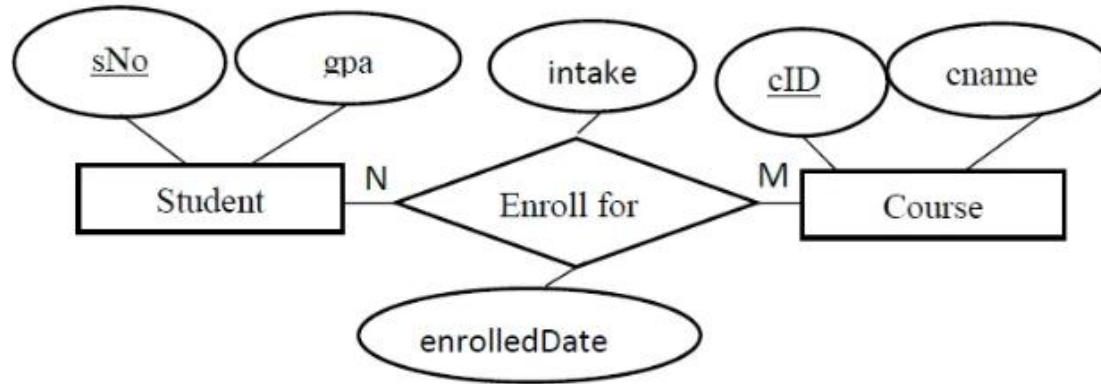 sNo
gpa
intake
cID
cname
Student
N
Enroll for
M
Course
enrolledDate